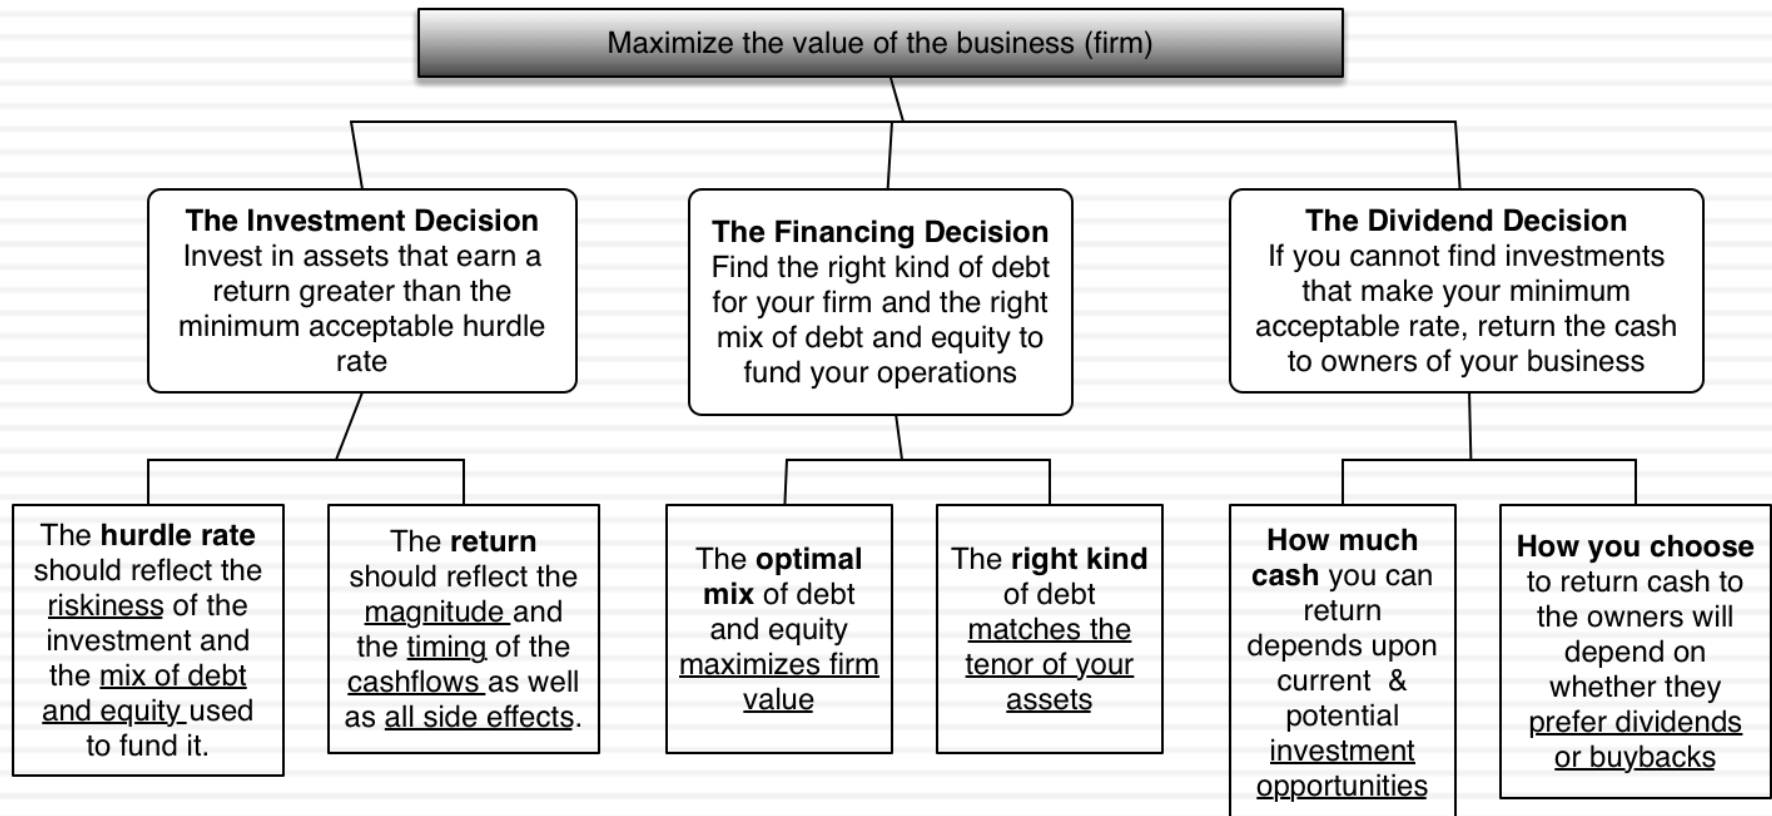 Maximize the value of the business (firm)
The Investment Decision
Invest in assets that earn a
return greater than the
minimum acceptable hurdle
rate
The Financing Decision
Find the right kind of debt
for your firm and the right
mix of debt and equity to
fund your operations
The Dividend Decision
If you cannot find investments
that make your minimum
acceptable rate, return the cash
to owners of your business
The hurdle rate
should reflect the
riskiness of the
investment and
the mix of debt
and equity used
to fund it.
The return
should reflect the
magnitude and
the timing of the
cashflows as well
as all side effects.
The optimal
mix of debt
and equity
maximizes firm
value
The right kind
of debt
matches the
tenor of your
assets
How much
cash you can
return
depends upon
current & 
potential
investment
opportunities
How you choose
to return cash to
the owners will
depend on
whether they
prefer dividends
or buybacks